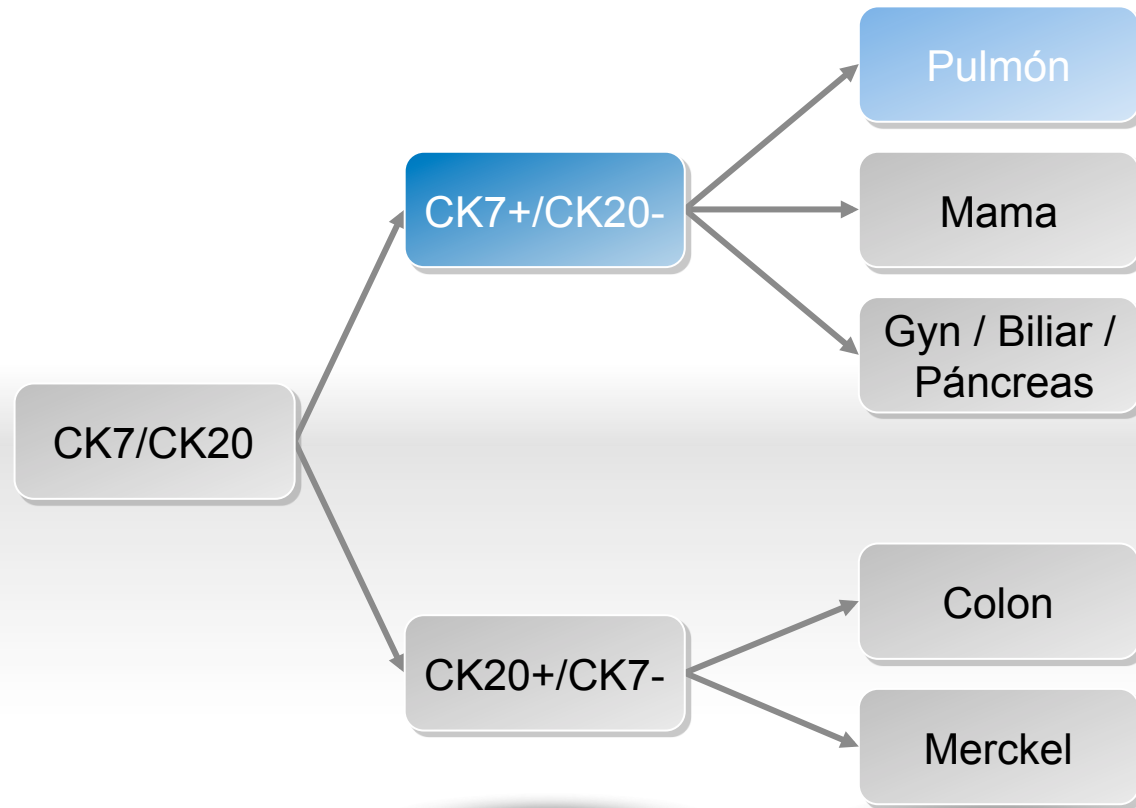 Pulmón
CK7+/CK20-
Mama
Gyn / Biliar /
Páncreas
CK7/CK20
Colon
CK20+/CK7-
Merckel